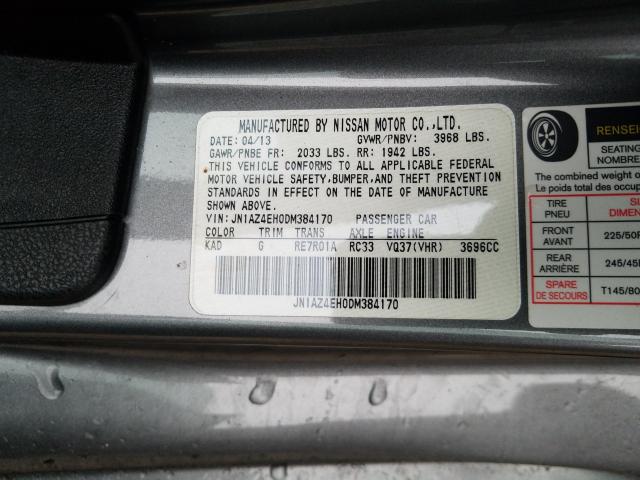 MANUFACTURED BY NISSAN MOTOR CO.,LTD.
DATE: 04/13 GVWR/PNBV: 3968 LBS.
GAWR/PNBE FR: 2033 LBS. RR: 1942 LBS.
THIS VEHICLE CONFORMS TO ALL APPLICABLE FEDERAL
MOTOR VEHICLE SAFETY, BUMPER, AND THEFT PREVENTION
STANDARDS IN EFFECT ON THE DATE OF MANUFACTURE
SHOWN ABOVE.
VIN: JN1AZ4EH0DM384170 PASSENGER CAR
COLOR TRIM TRANS AXLE ENGINE
KAD G RE7R01A RC33 VQ37(VHR) 3696CC
JN1AZ4EH0DM384170
RENSEI
SEATING
NOMBRE
The combined weight o
Le poids total des occup
TIRE
PNEU
SI
DIMEN
FRONT
AVANT
225/50R
REAR
ARRIÈRE
245/45
SPARE
DE SECOURS
T145/80